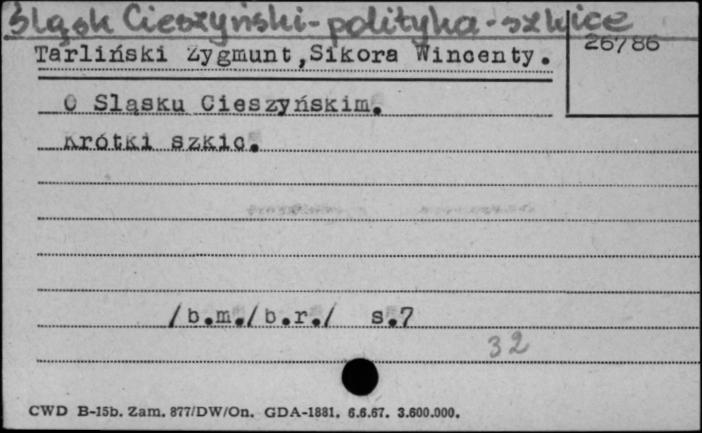 Śląsk Cieszyński - polityka - szkice
Tarliński Zygmunt, Sikora Wincenty.
26786
O Sląsku Cieszyńskim.
Krótki szkic.
/b.m./b.r./ s.7
32
CWD B-15b. Zam. 877/DW/On. GDA-1881. 6.6.67. 3.600.000.